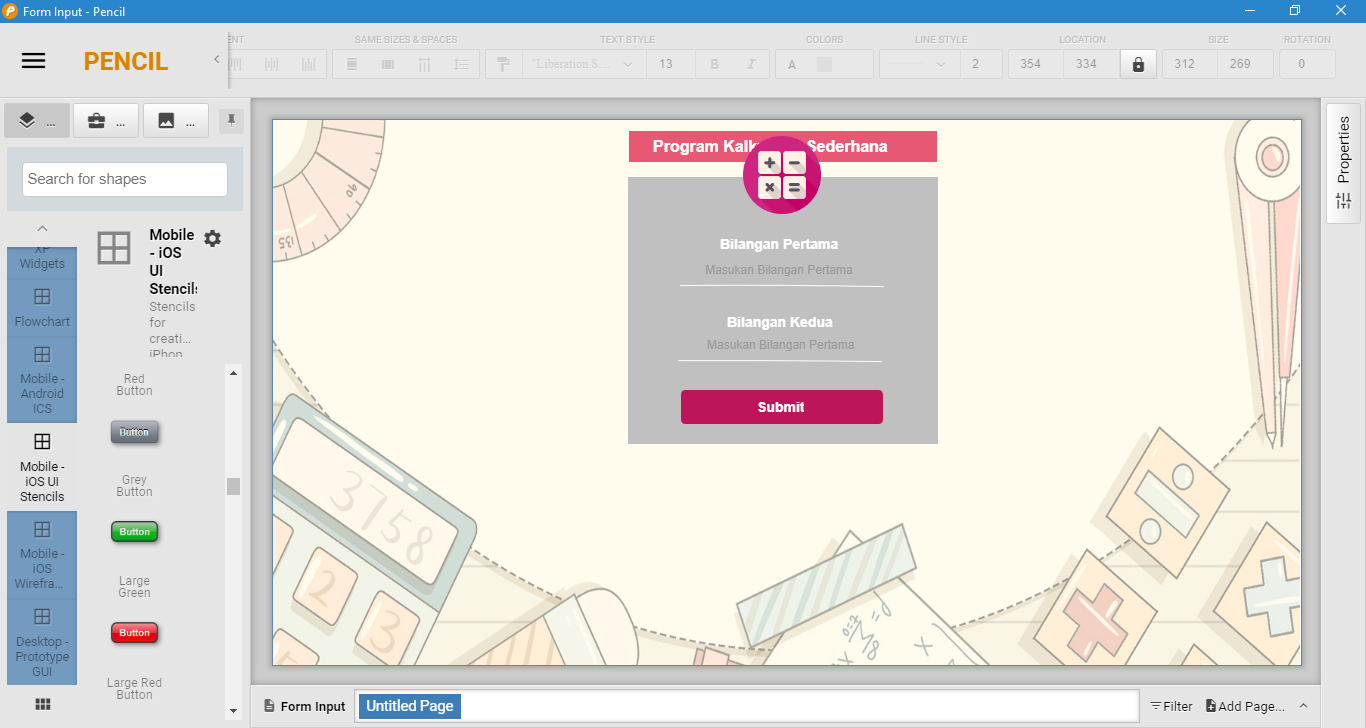 Form Input - Pencil
PENCIL
ENT
SAME SIZES & SPACES
TEXT STYLE
COLORS
LINE STYLE
LOCATION
SIZE
ROTATION
"Liberation S ...
13
B
I
A
2
354
334
312
269
0
...
...
...
Search for shapes
XP
Widgets
Flowchart
Mobile -
Android
ICS
Mobile -
iOS UI
Stencils
Mobile -
iOS
Wirefra...
Desktop -
Prototype
GUI
Mobile
- iOS
UI
Stencils
Stencils
for
creati...
iPhon
Red
Button
Button
Grey
Button
Button
Large
Green
Button
Large Red
Button
Program Kalk
Sederhana
Bilangan Pertama
Masukan Bilangan Pertama
Bilangan Kedua
Masukan Bilangan Pertama
Submit
90
135
3758
2
3
Properties
Form Input
Untitled Page
Filter
Add Page...